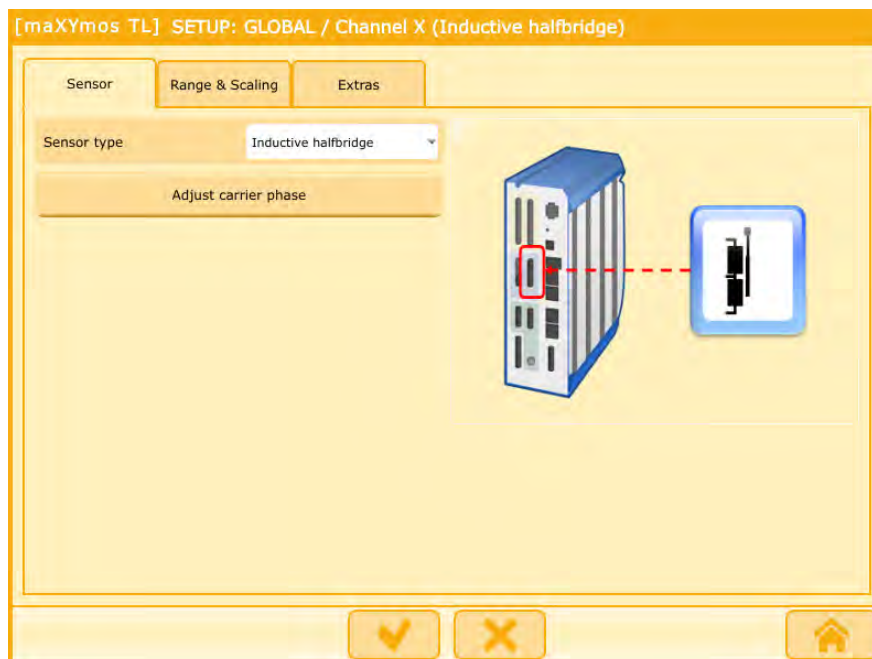 [maXYmos TL] SETUP: GLOBAL / Channel X (Inductive halfbridge)
Sensor Range & Scaling Extras
Sensor type Inductive halfbridge
Adjust carrier phase